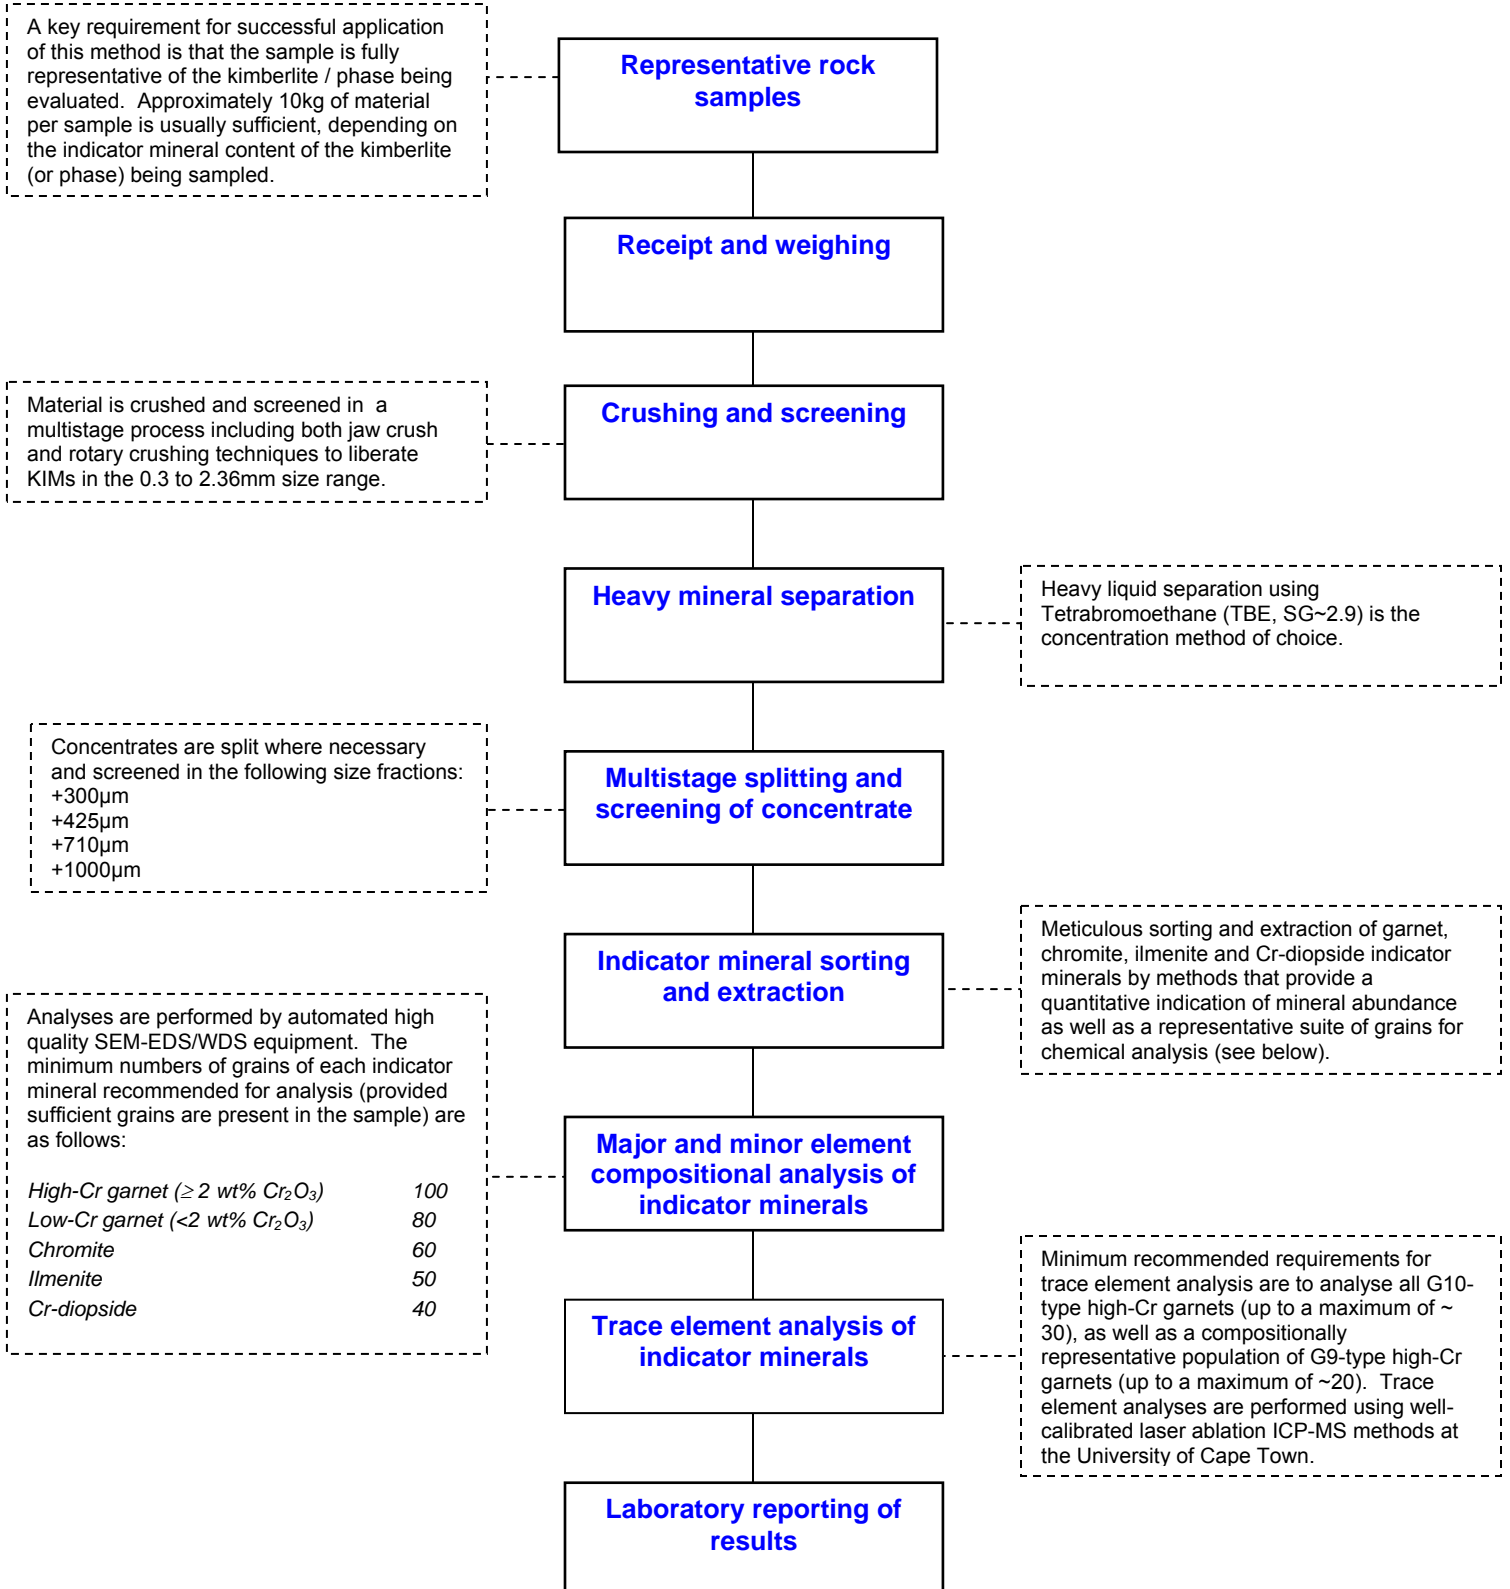 A key requirement for successful application
of this method is that the sample is fully
representative of the kimberlite / phase being
evaluated.  Approximately 10kg of material
per sample is usually sufficient, depending on
the indicator mineral content of the kimberlite
(or phase) being sampled.
Representative rock
samples
Receipt and weighing
Material is crushed and screened in  a
multistage process including both jaw crush
and rotary crushing techniques to liberate
KIMs in the 0.3 to 2.36mm size range.
Crushing and screening
Heavy mineral separation
Heavy liquid separation using
Tetrabromoethane (TBE, SG~2.9) is the
concentration method of choice.
Concentrates are split where necessary
and screened in the following size fractions:
+300µm
+425µm
+710µm
+1000µm
Multistage splitting and
screening of concentrate
Indicator mineral sorting
and extraction
Meticulous sorting and extraction of garnet,
chromite, ilmenite and Cr-diopside indicator
minerals by methods that provide a
quantitative indication of mineral abundance
as well as a representative suite of grains for
chemical analysis (see below).
Analyses are performed by automated high
quality SEM-EDS/WDS equipment.  The
minimum numbers of grains of each indicator
mineral recommended for analysis (provided
sufficient grains are present in the sample) are
as follows:
High-Cr garnet (≥ 2 wt% Cr₂O₃) 100
Low-Cr garnet (<2 wt% Cr₂O₃) 80
Chromite 60
Ilmenite 50
Cr-diopside 40
Major and minor element
compositional analysis of
indicator minerals
Trace element analysis of
indicator minerals
Minimum recommended requirements for
trace element analysis are to analyse all G10-
type high-Cr garnets (up to a maximum of ~
30), as well as a compositionally
representative population of G9-type high-Cr
garnets (up to a maximum of ~20).  Trace
element analyses are performed using well-
calibrated laser ablation ICP-MS methods at
the University of Cape Town.
Laboratory reporting of
results